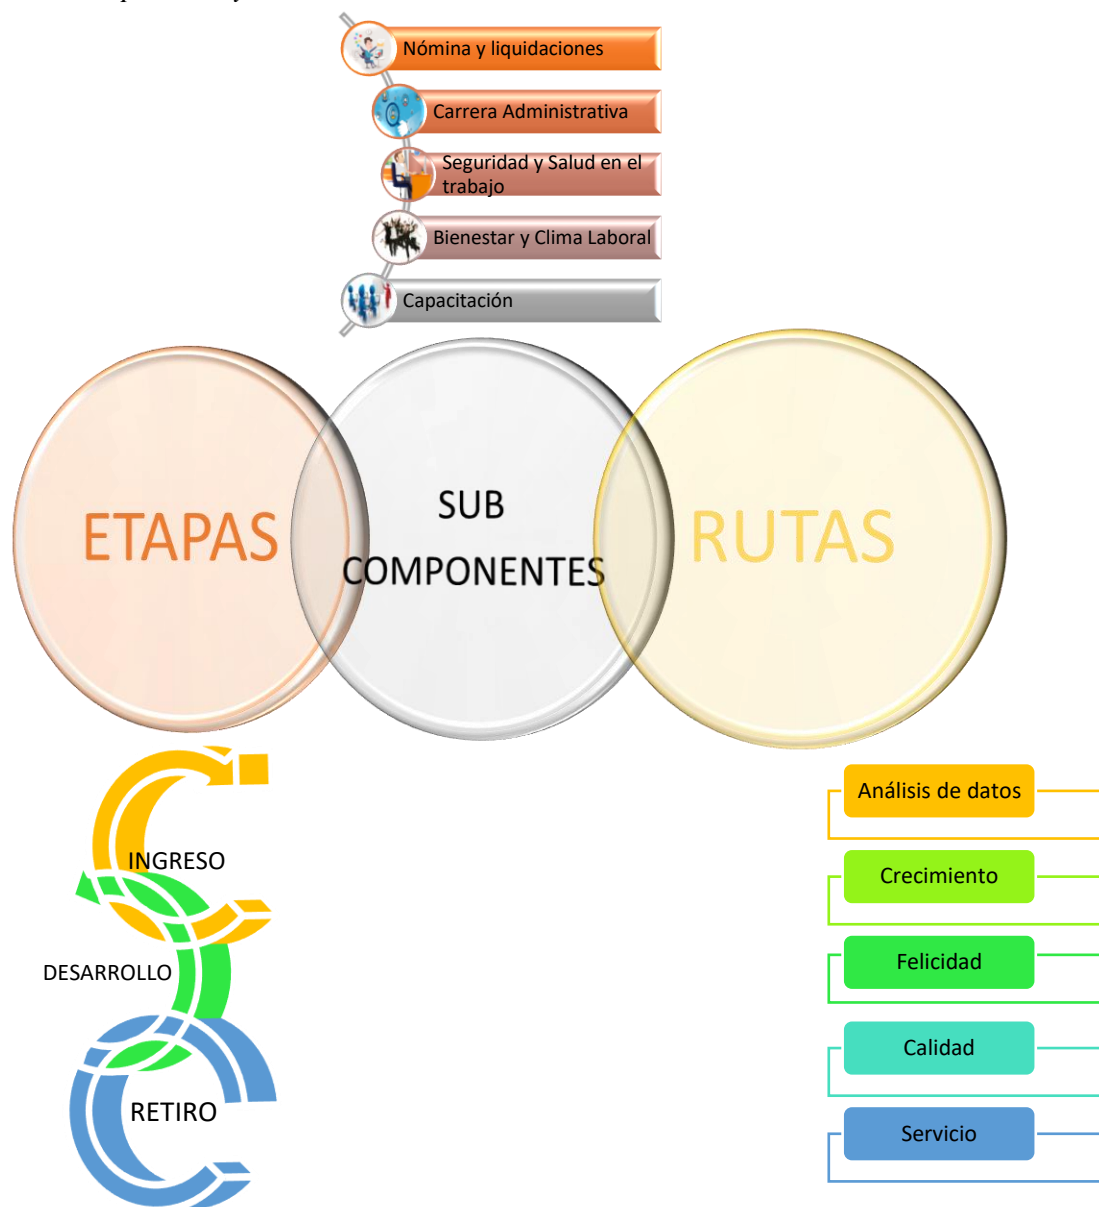 Nómina y liquidaciones
Carrera Administrativa
Seguridad y Salud en el
trabajo
Bienestar y Clima Laboral
Capacitación
ETAPAS
SUB
COMPONENTES
RUTAS
INGRESO
DESARROLLO
RETIRO
Análisis de datos
Crecimiento
Felicidad
Calidad
Servicio